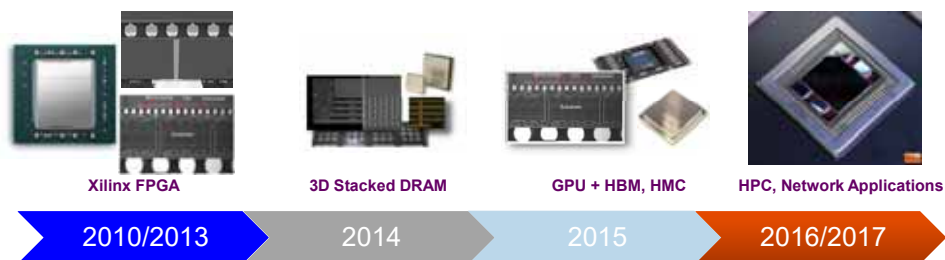 Xilinx FPGA
3D Stacked DRAM
GPU + HBM, HMC
HPC, Network Applications
2010/2013
2014
2015
2016/2017